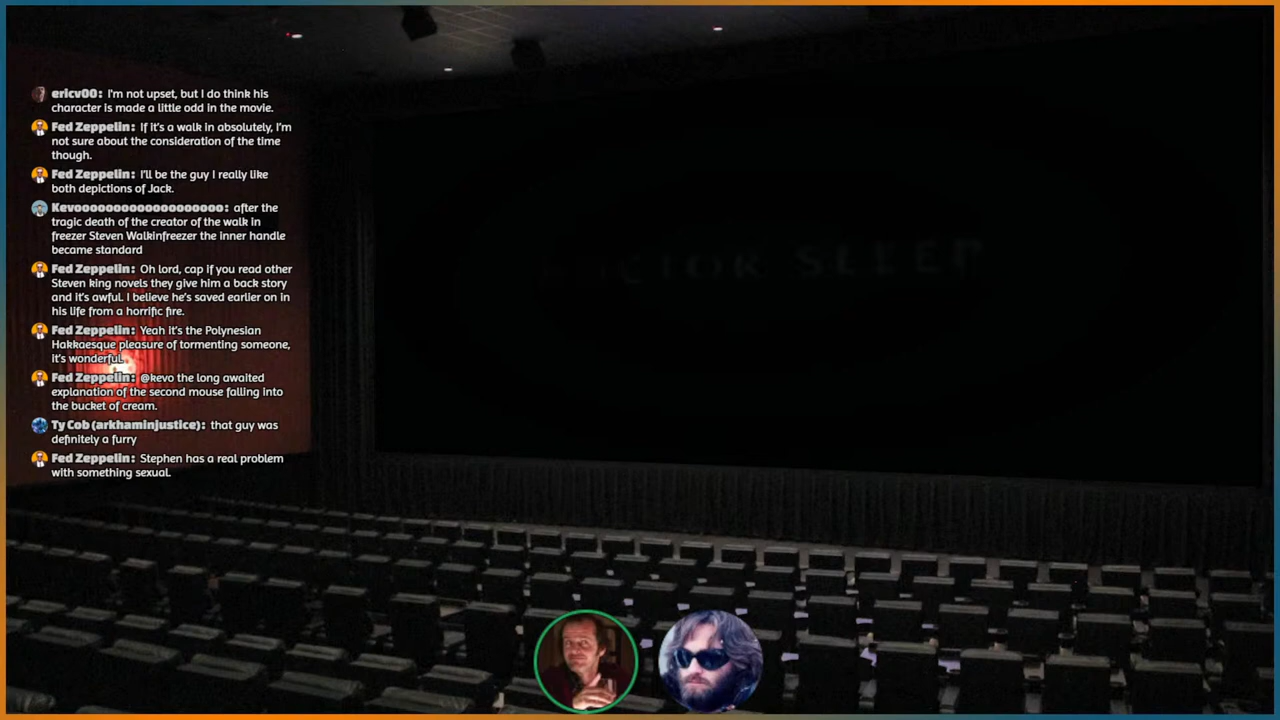 ericv00: I'm not upset, but I do think his
character is made a little odd in the movie.
Fed Zeppelin: If it's a walk in absolutely, I'm
not sure about the consideration of the time
though.
Fed Zeppelin: I'll be the guy I really like
both depictions of Jack.
Kevooooooooooooooooooo: after the
tragic death of the creator of the walk in
freezer Steven Walkinfreezer the inner handle
became standard
Fed Zeppelin: Oh lord, cap if you read other
Steven king novels they give him a back story
and it's awful. I believe he's saved earlier on in
his life from a horrific fire.
Fed Zeppelin: Yeah it's the Polynesian
Hakkaesque pleasure of tormenting someone,
it's wonderful.
Fed Zeppelin: @kevo the long awaited
explanation of the second mouse falling into
the bucket of cream.
Ty Cob (arkhaminjustice): that guy was
definitely a furry
Fed Zeppelin: Stephen has a real problem
with something sexual.
DOCTOR SLEEP